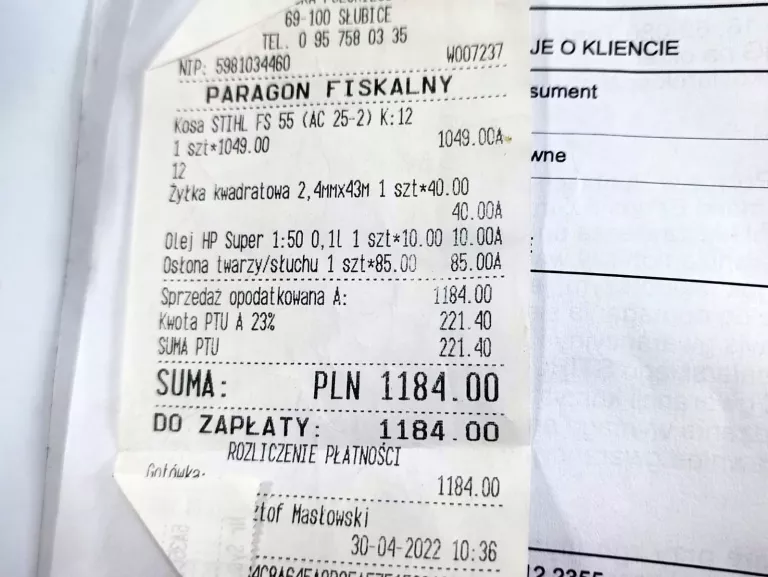 69-100 SŁUBICE
TEL. 0 95 758 03 35
NIP: 5981034460 W007237
PARAGON FISKALNY
Kosa STIHL FS 55 (AC 25-2) K:12
1 szt*1049.00 1049.00A
12
Żyłka kwadratowa 2,4MMX43M 1 szt*40.00
40.00A
Olej HP Super 1:50 0,1l 1 szt*10.00 10.00A
Osłona twarzy/słuchu 1 szt*85.00 85.00A
Sprzedaż opodatkowana A: 1184.00
Kwota PTU A 23% 221.40
SUMA PTU 221.40
SUMA: PLN 1184.00
DO ZAPŁATY: 1184.00
ROZLICZENIE PŁATNOŚCI
Gotówka:
1184.00
ztof Masłowski
30-04-2022 10:36
JE O KLIENCIE
sument
wne